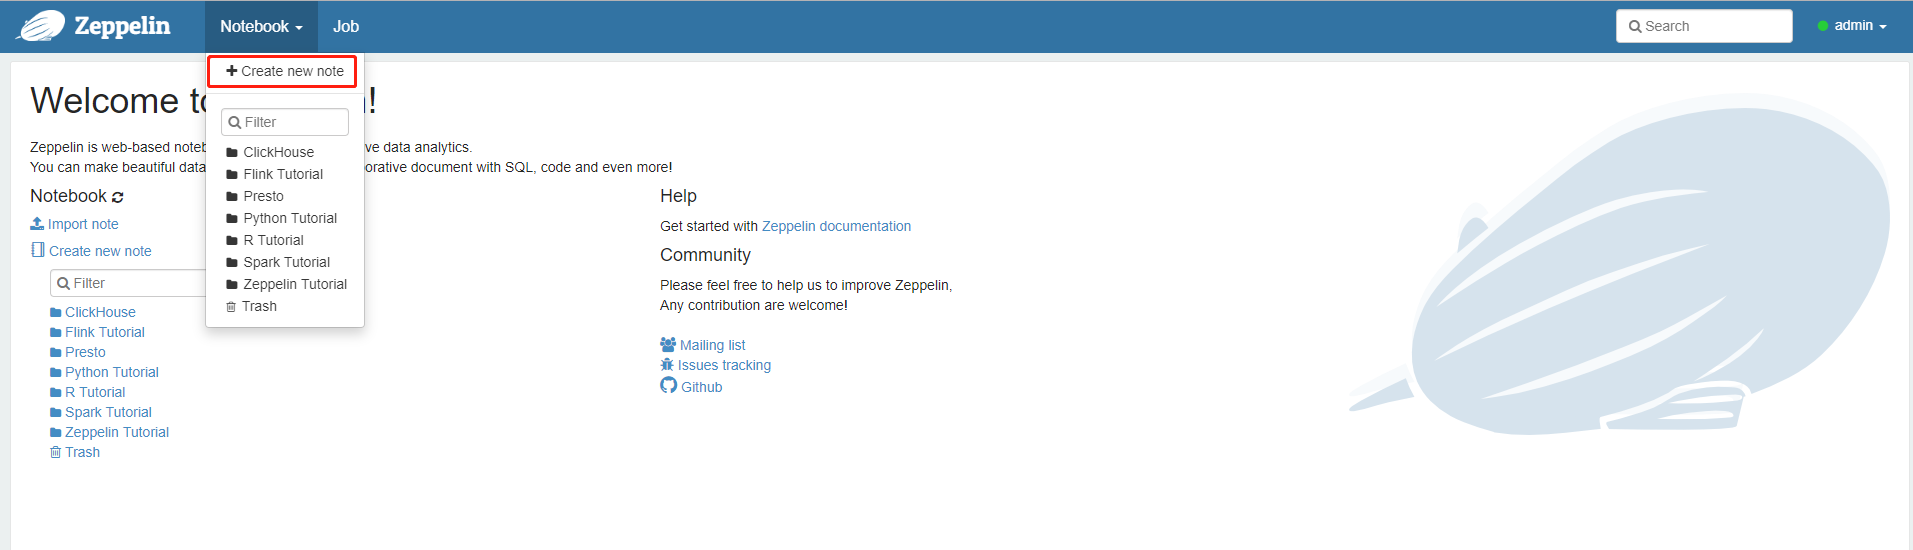 Zeppelin
Notebook
Job
Search
admin
Create new note
Filter
ClickHouse
Flink Tutorial
Presto
Python Tutorial
R Tutorial
Spark Tutorial
Zeppelin Tutorial
Trash
Welcome to !
Zeppelin is web-based ve data analytics.
You can make beautiful data orative document with SQL, code and even more!
Notebook
Import note
Create new note
Filter
ClickHouse
Flink Tutorial
Presto
Python Tutorial
R Tutorial
Spark Tutorial
Zeppelin Tutorial
Trash
Help
Get started with Zeppelin documentation
Community
Please feel free to help us to improve Zeppelin,
Any contribution are welcome!
Mailing list
Issues tracking
Github